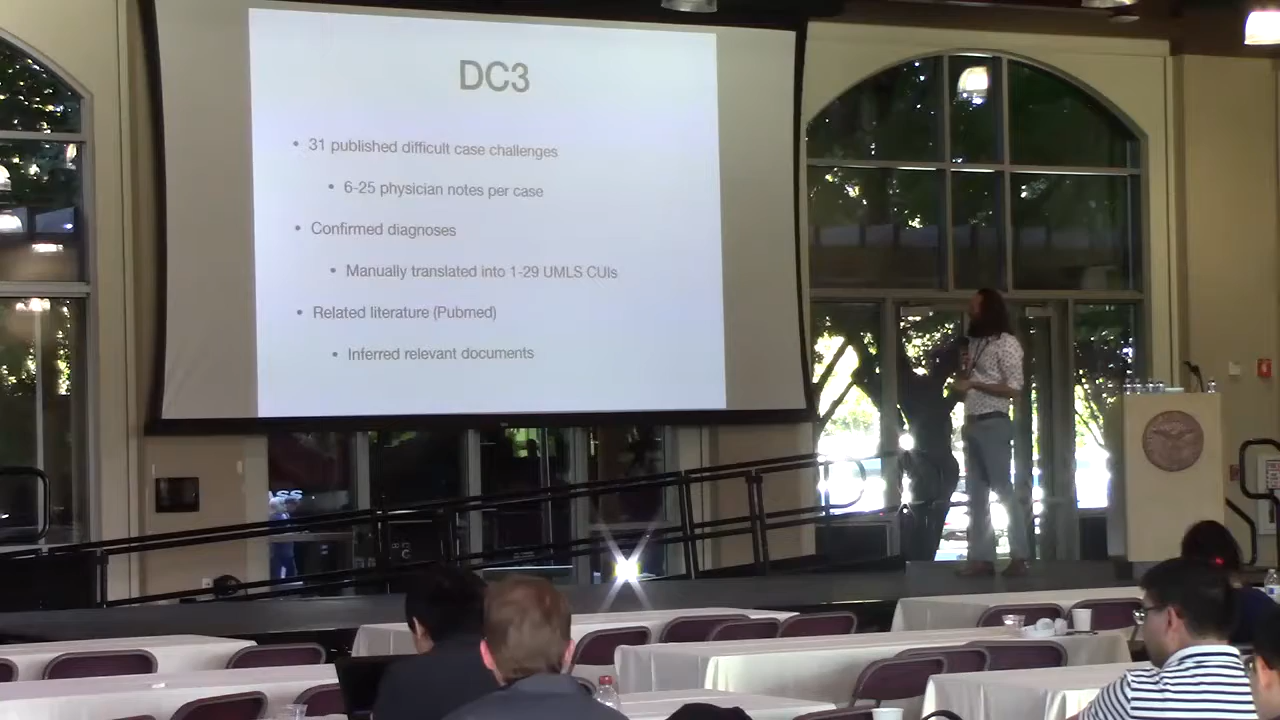 DC3
• 31 published difficult case challenges
• 6-25 physician notes per case
• Confirmed diagnoses
• Manually translated into 1-29 UMLS CUIs
• Related literature (Pubmed)
• Inferred relevant documents
ASS